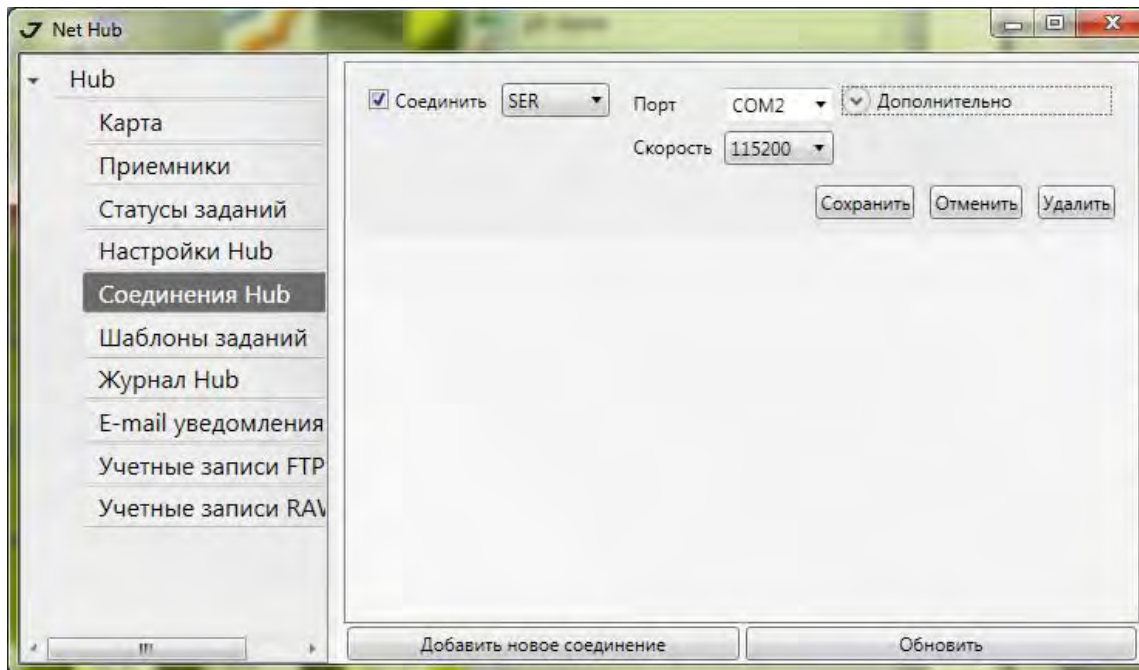 Net Hub
Hub
Карта
Приемники
Статусы заданий
Настройки Hub
Соединения Hub
Шаблоны заданий
Журнал Hub
E-mail уведомления
Учетные записи FTP
Учетные записи RAW
Соединить SER Порт COM2 Дополнительно
Скорость 115200
Сохранить Отменить Удалить
Добавить новое соединение Обновить